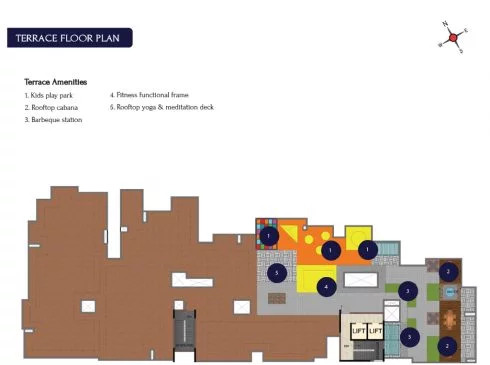 TERRACE FLOOR PLAN
N
E
S
W
Terrace Amenities
1. Kids play park
2. Rooftop cabana
3. Barbeque station
4. Fitness functional frame
5. Rooftop yoga & meditation deck
1
1
1
5
4
2
3
3
2
LIFT
LIFT